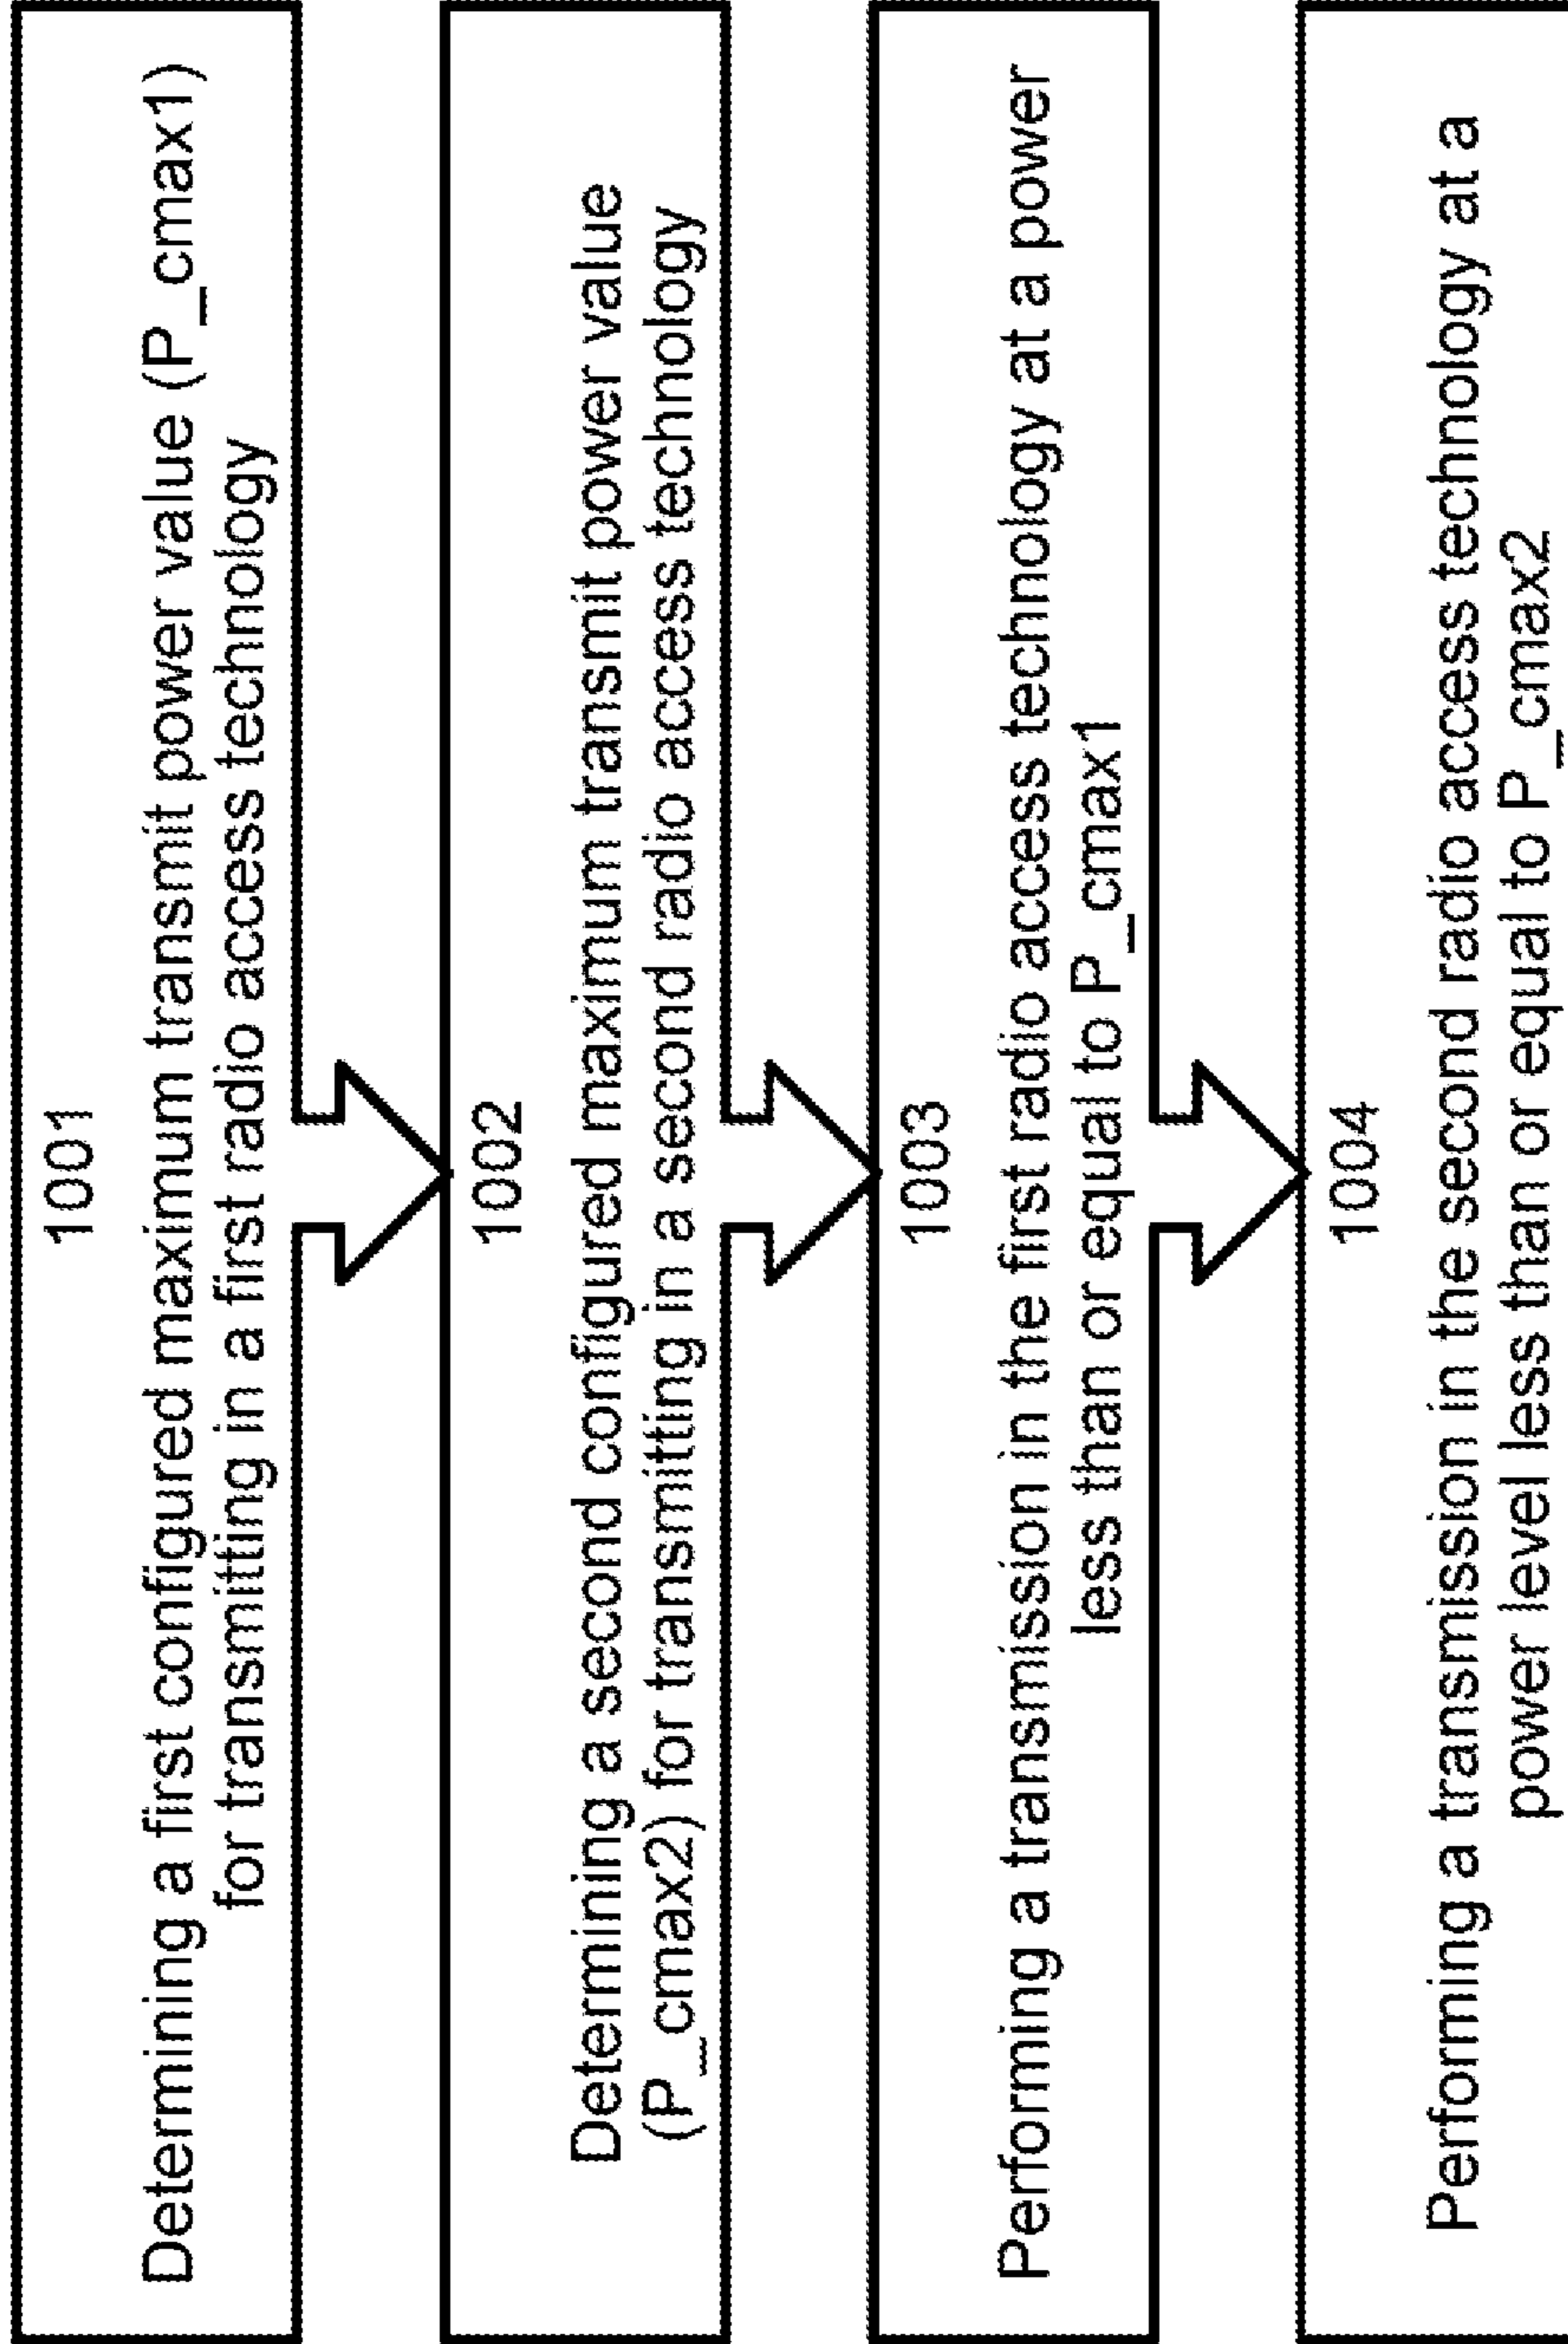 1001
Determining a first configured maximum transmit power value (P_cmax1)
for transmitting in a first radio access technology
1002
Determining a second configured maximum transmit power value
(P_cmax2) for transmitting in a second radio access technology
1003
Performing a transmission in the first radio access technology at a power
less than or equal to P_cmax1
1004
Performing a transmission in the second radio access technology at a
power level less than or equal to P_cmax2